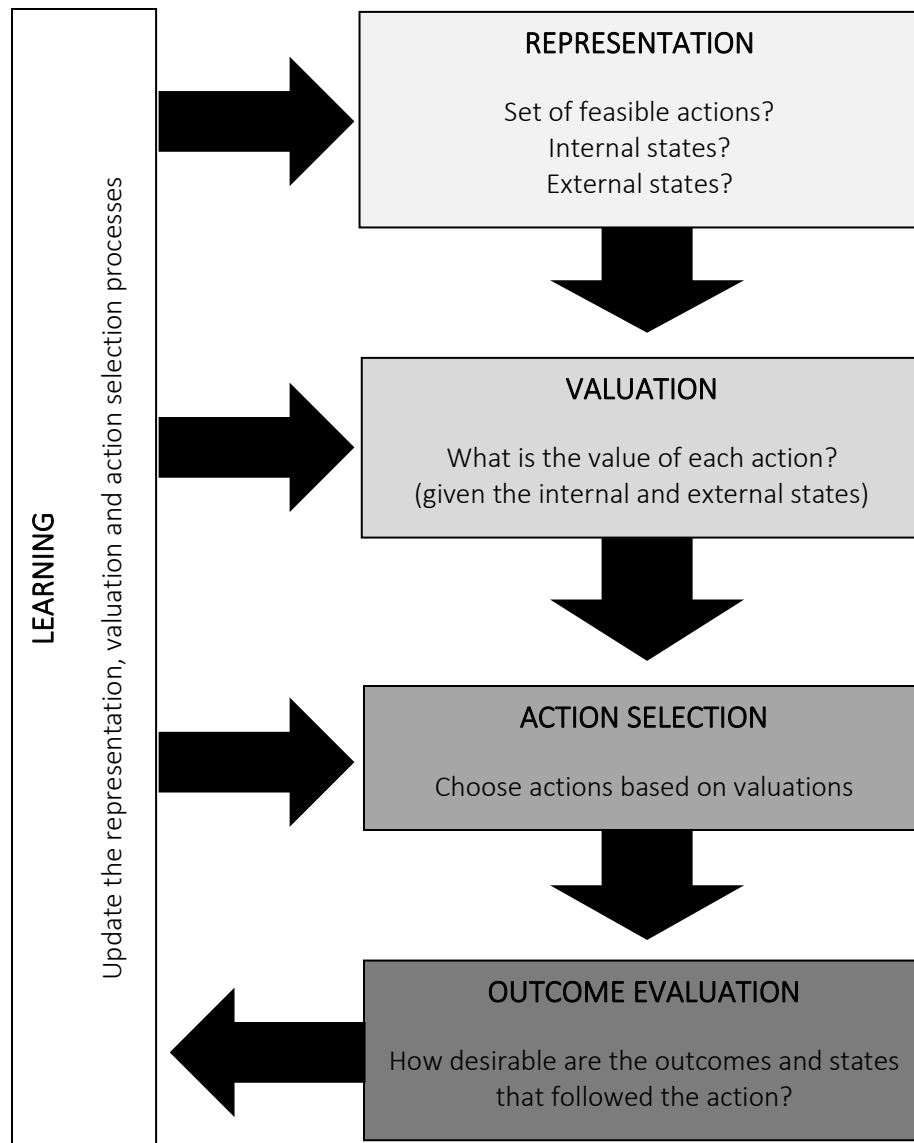 LEARNING
Update the representation, valuation and action selection processes
REPRESENTATION
Set of feasible actions?
Internal states?
External states?
VALUATION
What is the value of each action?
(given the internal and external states)
ACTION SELECTION
Choose actions based on valuations
OUTCOME EVALUATION
How desirable are the outcomes and states
that followed the action?